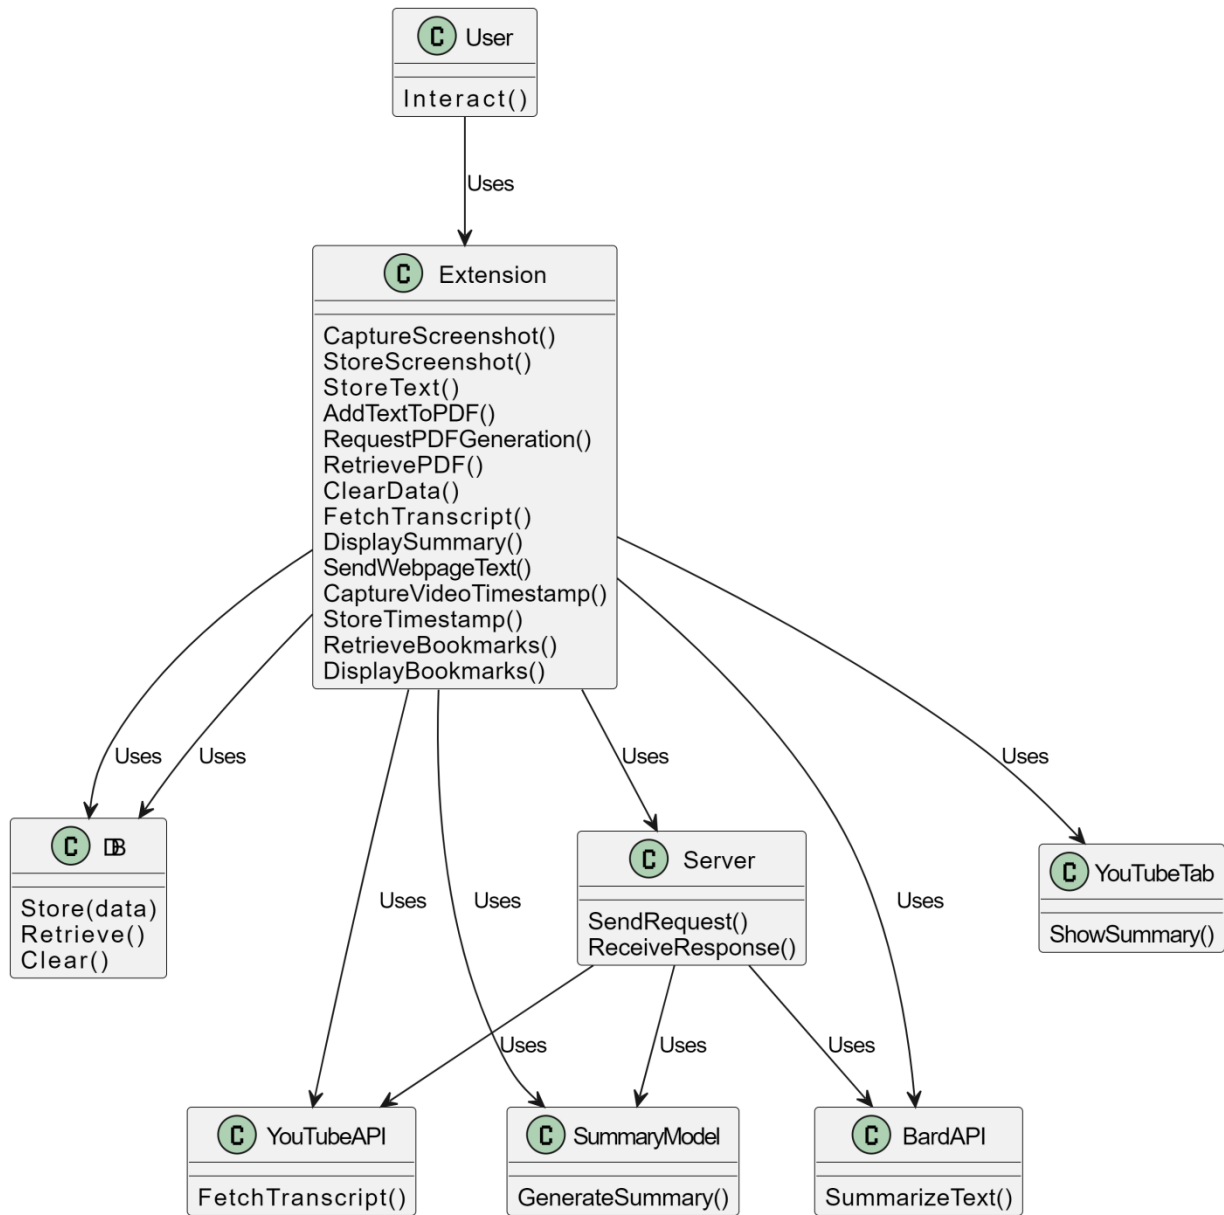 C User
Interact()
Uses
C Extension
CaptureScreenshot()
StoreScreenshot()
StoreText()
AddTextToPDF()
RequestPDFGeneration()
RetrievePDF()
ClearData()
FetchTranscript()
DisplaySummary()
SendWebpageText()
CaptureVideoTimestamp()
StoreTimestamp()
RetrieveBookmarks()
DisplayBookmarks()
Uses
Uses
Uses
Uses
C DB
Store(data)
Retrieve()
Clear()
C Server
SendRequest()
ReceiveResponse()
C YouTubeTab
ShowSummary()
Uses
Uses
Uses
Uses
Uses
Uses
C YouTubeAPI
FetchTranscript()
C SummaryModel
GenerateSummary()
C BardAPI
SummarizeText()